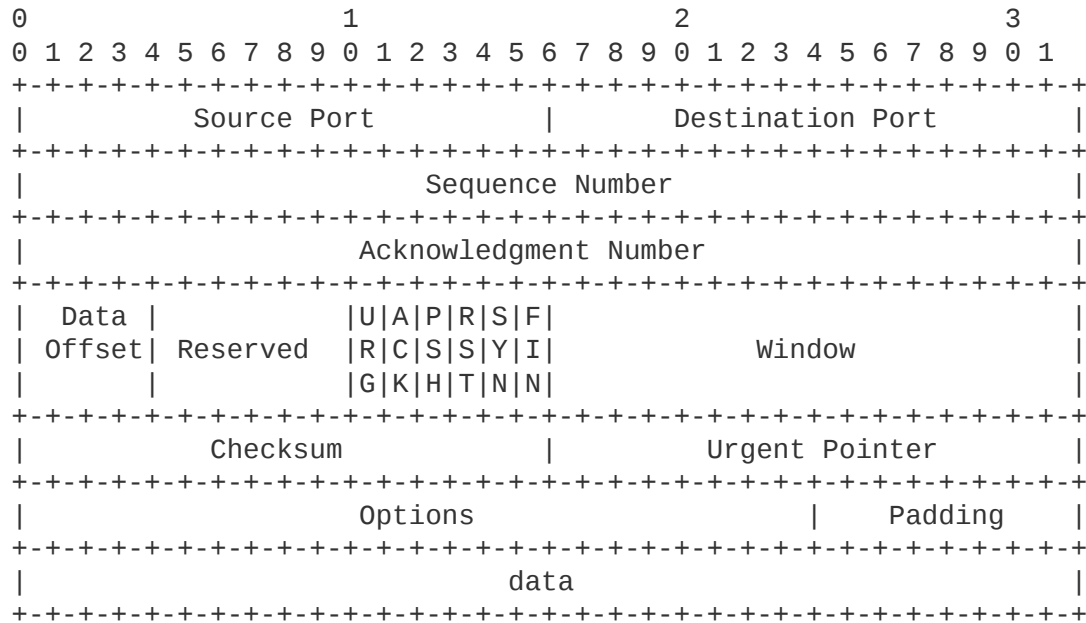 0                   1                   2                   3
0 1 2 3 4 5 6 7 8 9 0 1 2 3 4 5 6 7 8 9 0 1 2 3 4 5 6 7 8 9 0 1
+-+-+-+-+-+-+-+-+-+-+-+-+-+-+-+-+-+-+-+-+-+-+-+-+-+-+-+-+-+-+-+-+
|          Source Port          |       Destination Port        |
+-+-+-+-+-+-+-+-+-+-+-+-+-+-+-+-+-+-+-+-+-+-+-+-+-+-+-+-+-+-+-+-+
|                        Sequence Number                        |
+-+-+-+-+-+-+-+-+-+-+-+-+-+-+-+-+-+-+-+-+-+-+-+-+-+-+-+-+-+-+-+-+
|                    Acknowledgment Number                      |
+-+-+-+-+-+-+-+-+-+-+-+-+-+-+-+-+-+-+-+-+-+-+-+-+-+-+-+-+-+-+-+-+
|  Data |           |U|A|P|R|S|F|                               |
| Offset| Reserved  |R|C|S|S|Y|I|            Window             |
|       |           |G|K|H|T|N|N|                               |
+-+-+-+-+-+-+-+-+-+-+-+-+-+-+-+-+-+-+-+-+-+-+-+-+-+-+-+-+-+-+-+-+
|           Checksum            |         Urgent Pointer        |
+-+-+-+-+-+-+-+-+-+-+-+-+-+-+-+-+-+-+-+-+-+-+-+-+-+-+-+-+-+-+-+-+
|                    Options                    |    Padding    |
+-+-+-+-+-+-+-+-+-+-+-+-+-+-+-+-+-+-+-+-+-+-+-+-+-+-+-+-+-+-+-+-+
|                             data                              |
+-+-+-+-+-+-+-+-+-+-+-+-+-+-+-+-+-+-+-+-+-+-+-+-+-+-+-+-+-+-+-+-+